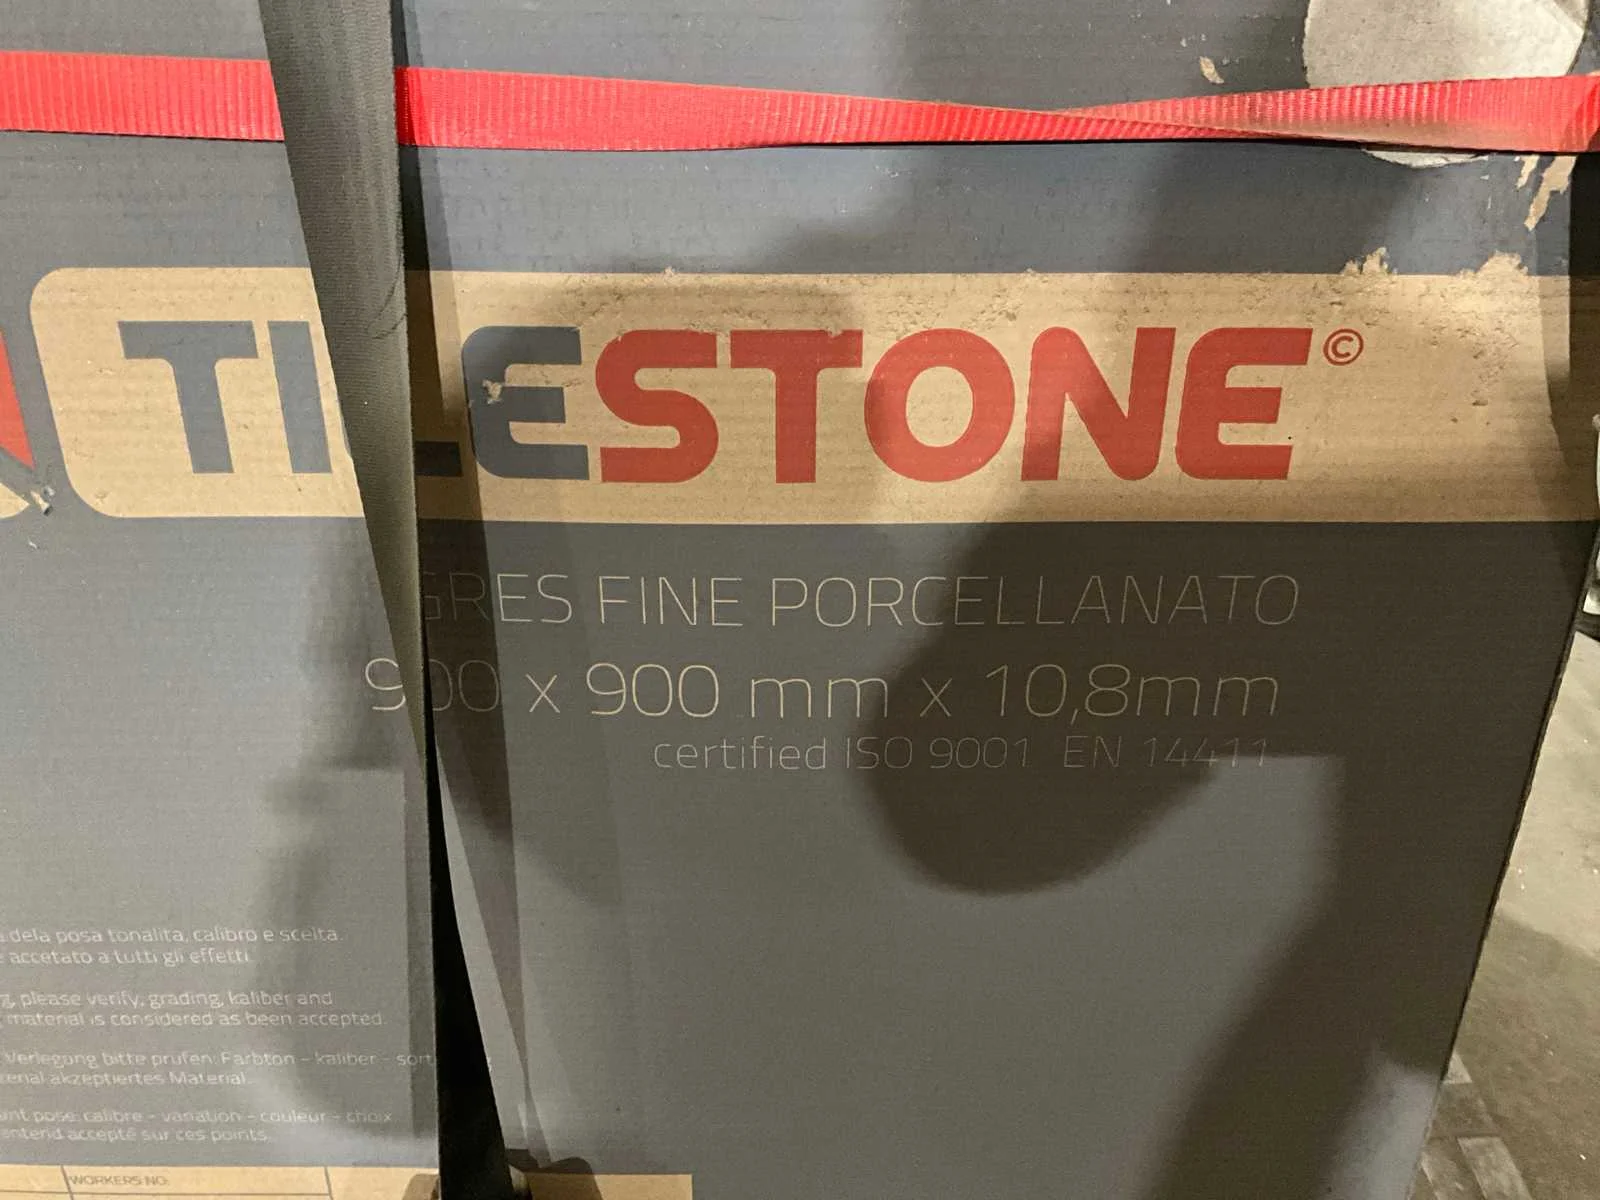 TILESTONE©
GRES FINE PORCELLANATO
900 x 900 mm x 10,8mm
certified ISO 9001 EN 14411
dela posa tonalita, calibro e scelta.
accetato a tutti gli effetti
please verify, grading, kaliber and
material is considered as been accepted.
Verlegung bitte prufen: Farbton - kaliber -
akzeptiertes Material.
pose: calibre - variation - couleur - choix
accepté sur ces points.
WORKERS NO: